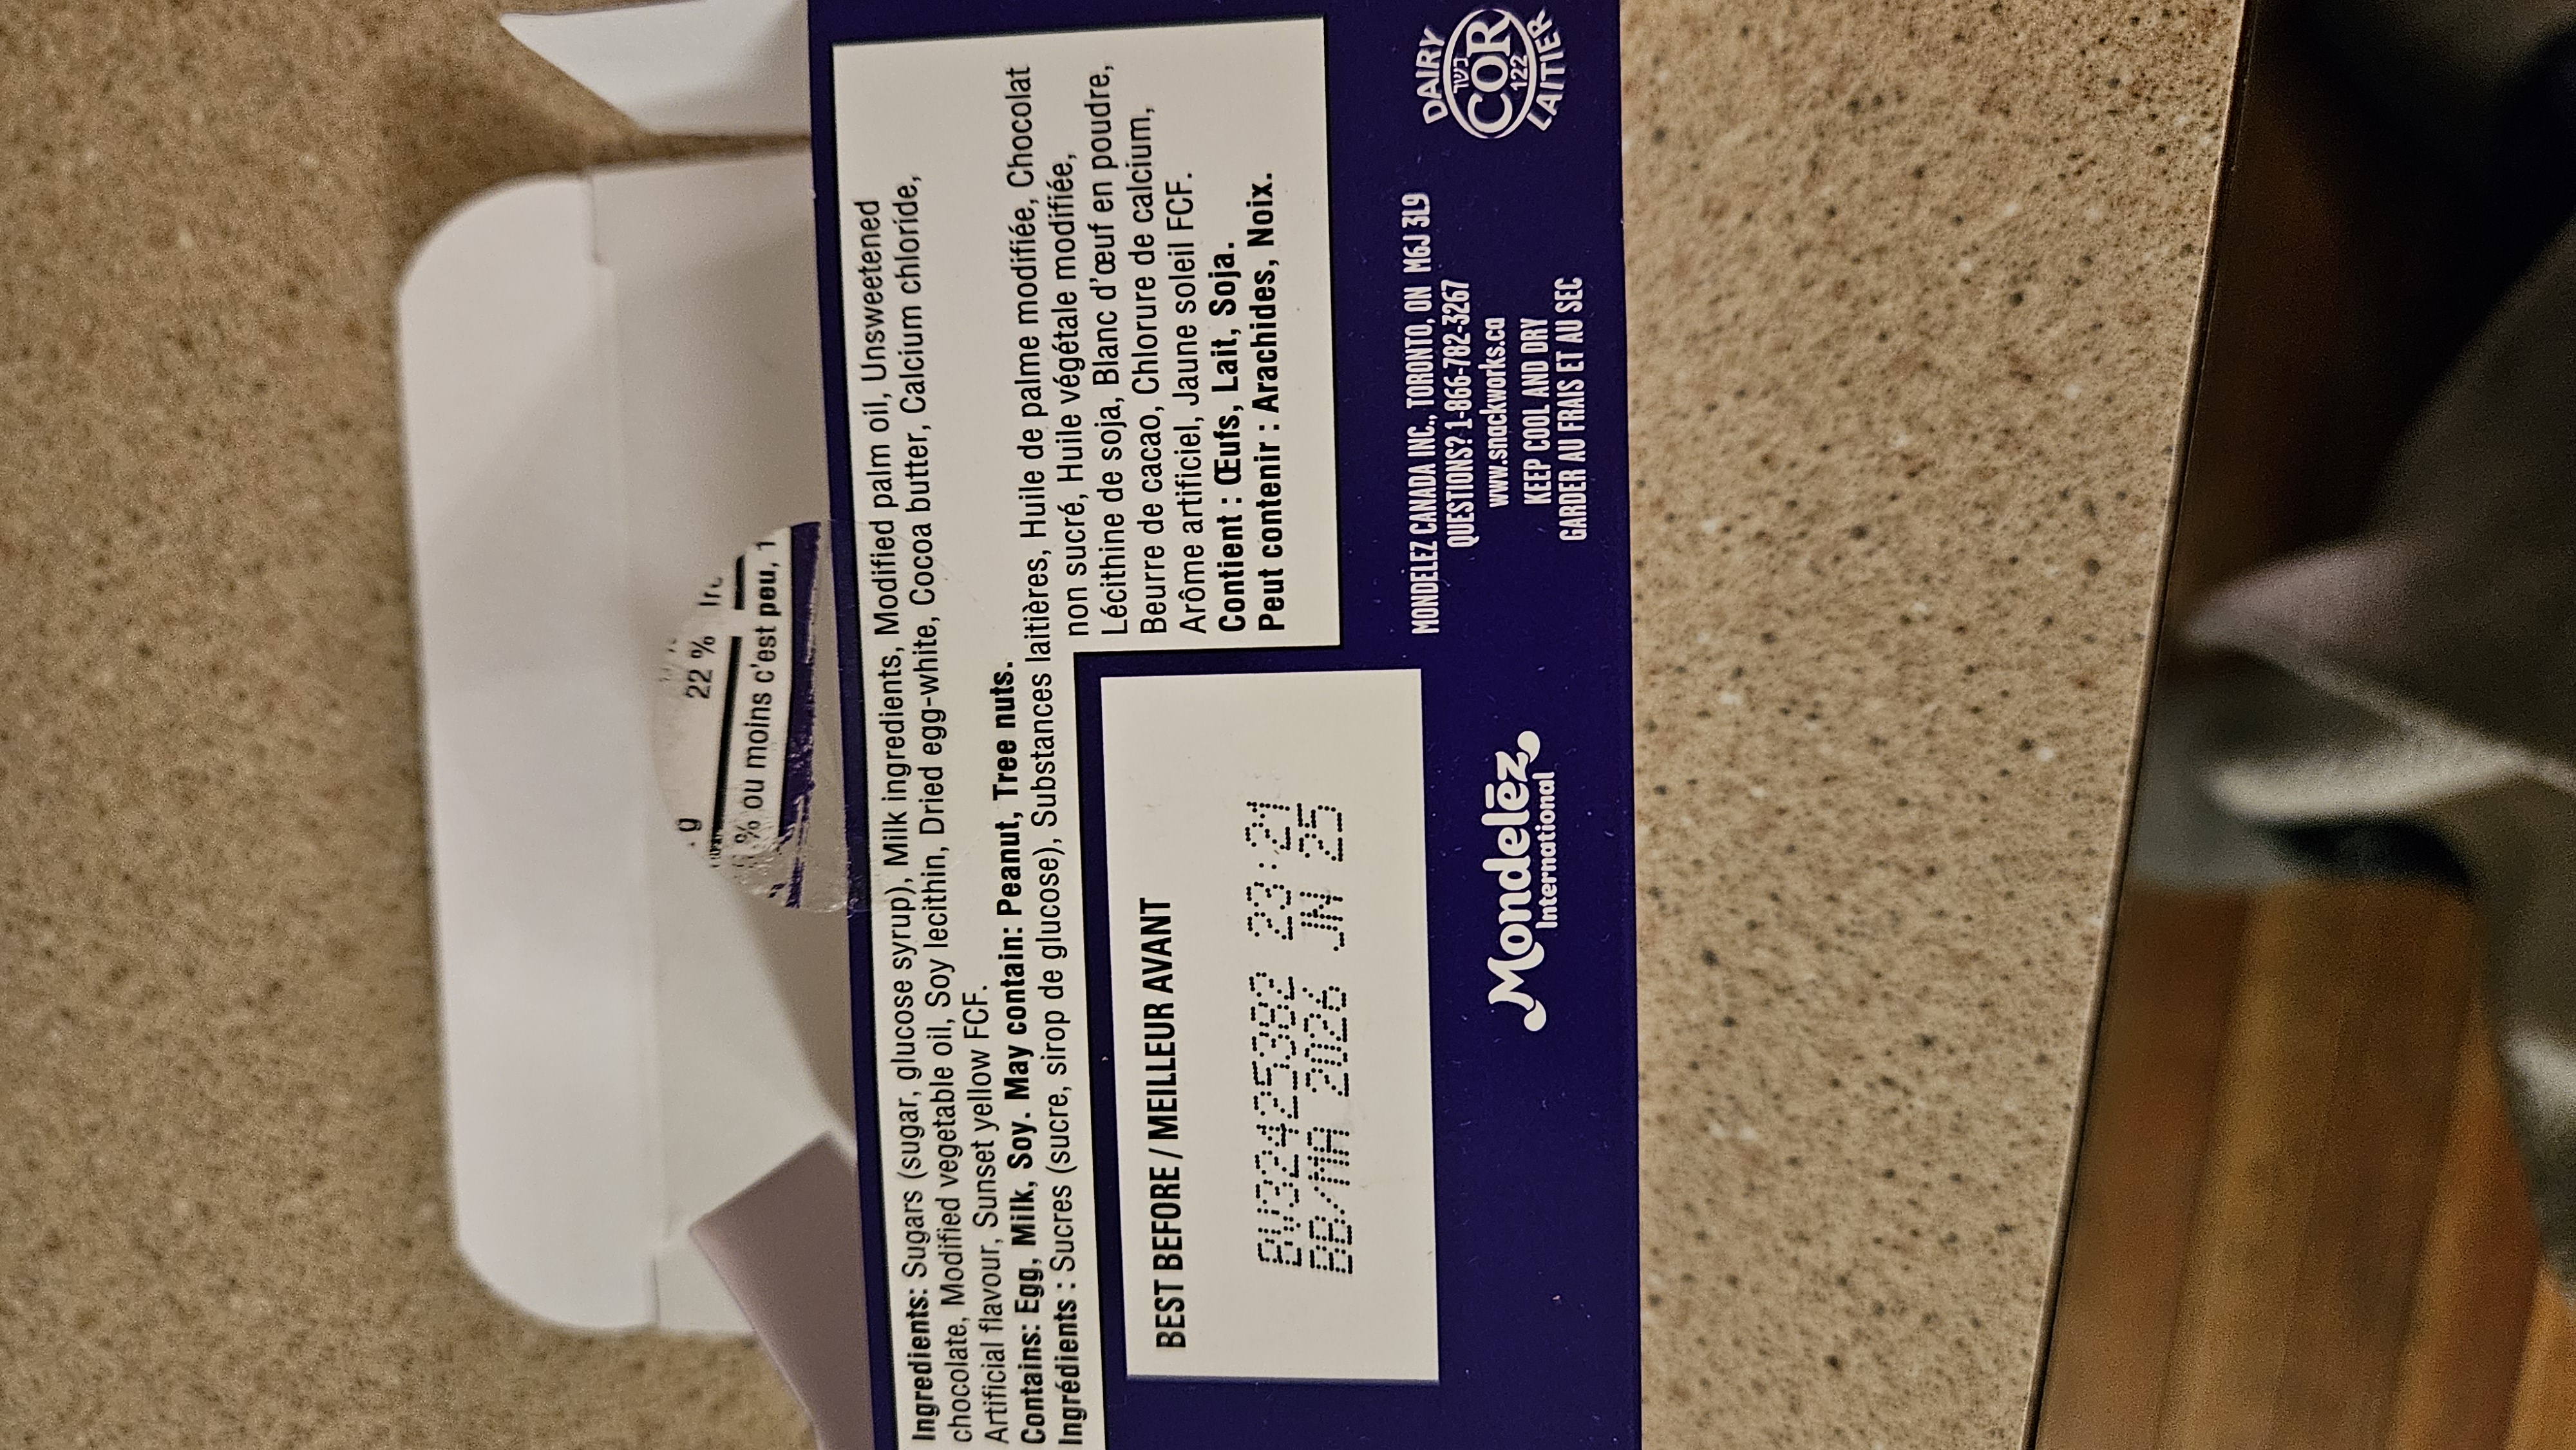 Ingredients: Sugars (sugar, glucose syrup), Milk ingredients, Modified palm oil, Unsweetened
chocolate, Modified vegetable oil, Soy lecithin, Dried egg-white, Cocoa butter, Calcium chloride,
Artificial flavour, Sunset yellow FCF.
Contains: Egg, Milk, Soy. May contain: Peanut, Tree nuts.
Ingrédients : Sucres (sucre, sirop de glucose), Substances laitières, Huile de palme modifiée, Chocolat
non sucré, Huile végétale modifiée,
Lécithine de soja, Blanc d'œuf en poudre,
Beurre de cacao, Chlorure de calcium,
Arôme artificiel, Jaune soleil FCF.
Contient : Œufs, Lait, Soja.
Peut contenir : Arachides, Noix.
BEST BEFORE / MEILLEUR AVANT
BV32425382 23:21
BB/MA 2026 JN 25
Mondelēz
International
MONDELEZ CANADA INC., TORONTO, ON M6J 3L9
QUESTIONS? 1-866-782-3267
www.snackworks.ca
KEEP COOL AND DRY
GARDER AU FRAIS ET AU SEC
DAIRY
כשר
COR
122
LAITIER
g 22 %
% ou moins c'est peu, 1